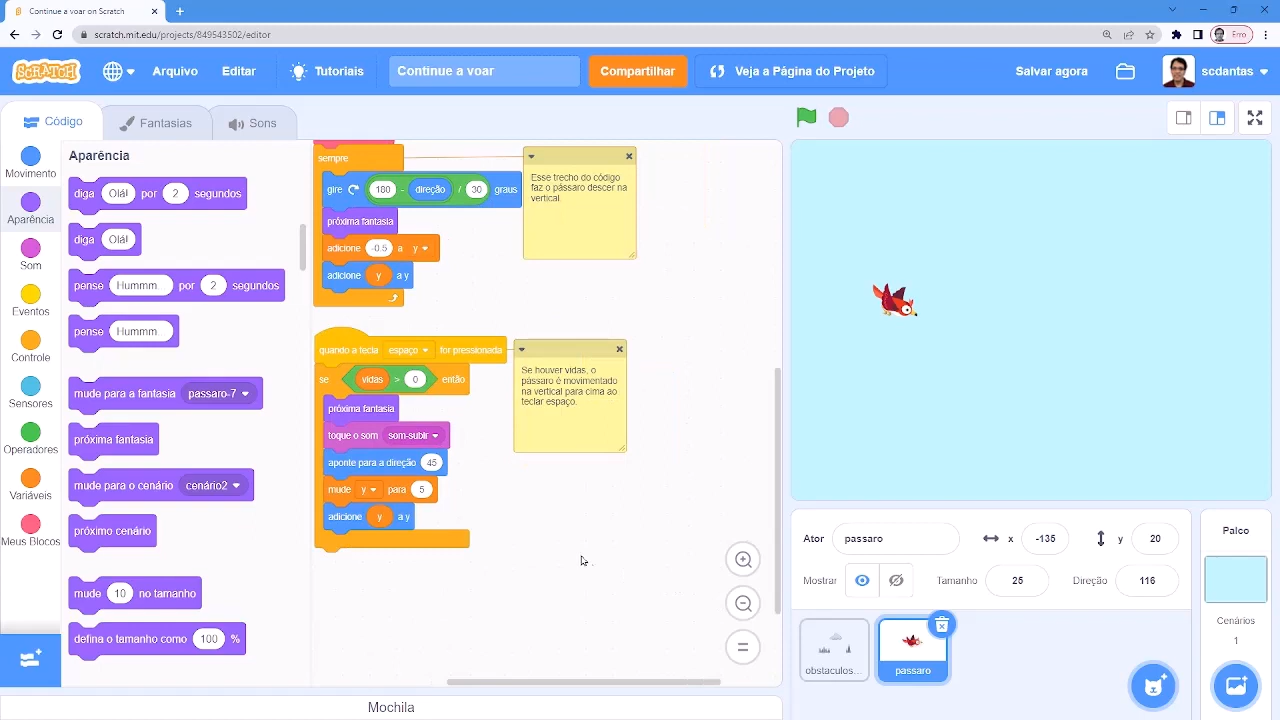 Continue a voar on Scratch
scratch.mit.edu/projects/849543502/editor
Erro
SCRATCH
Arquivo
Editar
Tutoriais
Continue a voar
Compartilhar
Veja a Página do Projeto
Salvar agora
scdantas
Código
Fantasias
Sons
Movimento
Aparência
Som
Eventos
Controle
Sensores
Operadores
Variáveis
Meus Blocos
Aparência
diga Olá! por 2 segundos
diga Olá!
pense Hummm... por 2 segundos
pense Hummm...
mude para a fantasia passaro-7
próxima fantasia
mude para o cenário cenário2
próximo cenário
mude 10 no tamanho
defina o tamanho como 100 %
sempre
gire 180 - direção / 30 graus
próxima fantasia
adicione -0.5 a y
adicione y a y
Esse trecho do código
faz o pássaro descer na
vertical.
quando a tecla espaço for pressionada
se vidas > 0 então
próxima fantasia
toque o som som-subir
aponte para a direção 45
mude y para 5
adicione y a y
Se houver vidas, o
pássaro é movimentado
na vertical para cima ao
teclar espaço.
Ator passaro x -135 y 20
Mostrar Tamanho 25 Direção 116
obstaculos...
passaro
Palco
Cenários
1
Mochila